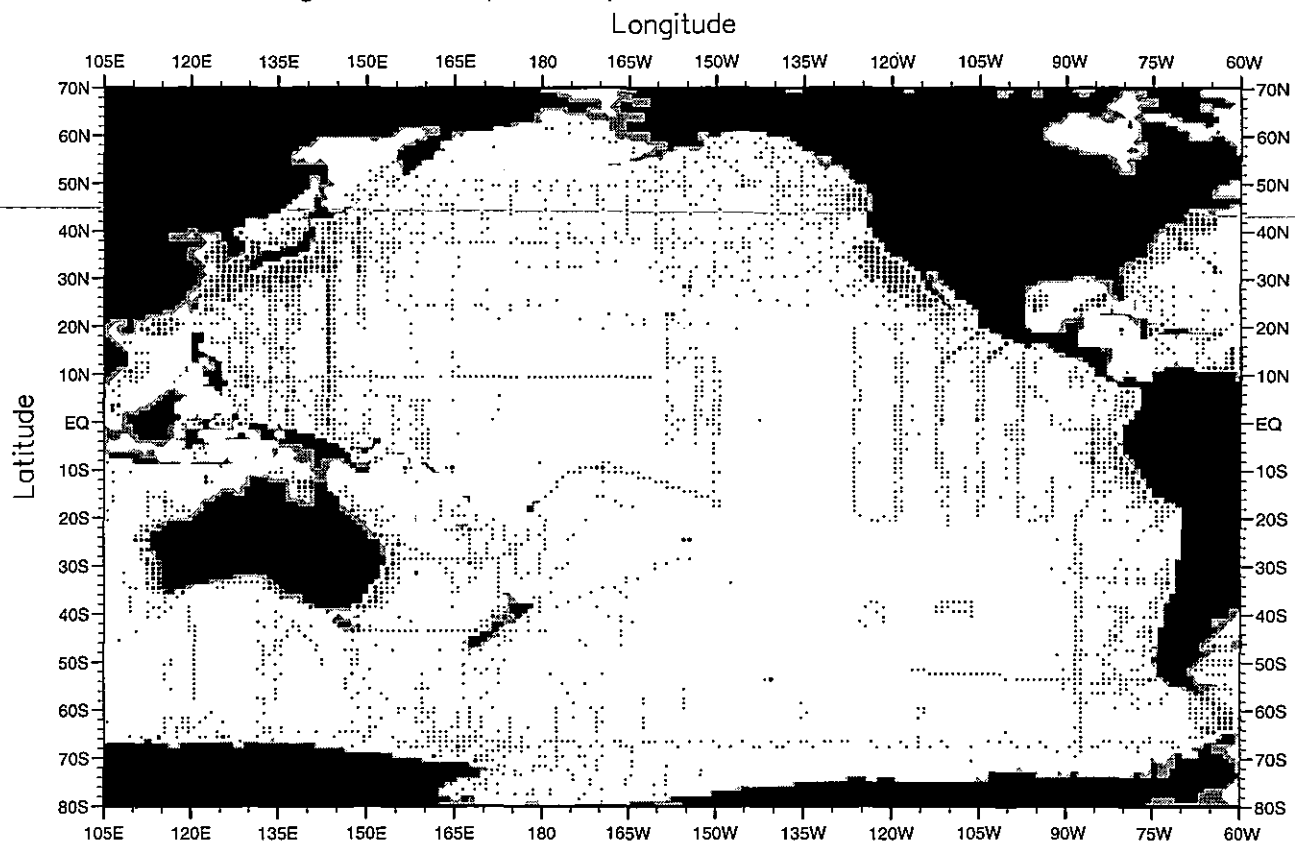 Longitude
105E 120E 135E 150E 165E 180 165W 150W 135W 120W 105W 90W 75W 60W
70N 70N
60N 60N
50N 50N
40N 40N
30N 30N
20N 20N
10N 10N
EQ EQ
10S 10S
20S 20S
30S 30S
40S 40S
50S 50S
60S 60S
70S 70S
80S 80S
Latitude
105E 120E 135E 150E 165E 180 165W 150W 135W 120W 105W 90W 75W 60W